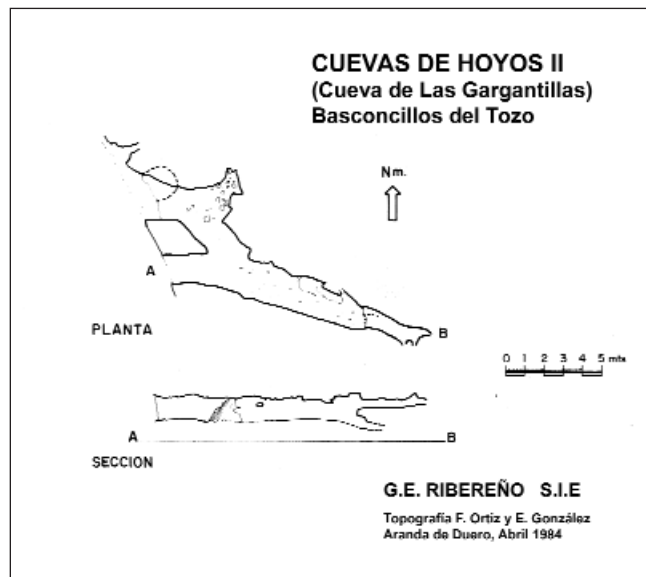 CUEVAS DE HOYOS II
(Cueva de Las Gargantillas)
Basconcillos del Tozo
Nm.
A
B
PLANTA
0 1 2 3 4 5 mts
A B
SECCION
G.E. RIBEREÑO S.I.E
Topografía F. Ortiz y E. González
Aranda de Duero, Abril 1984